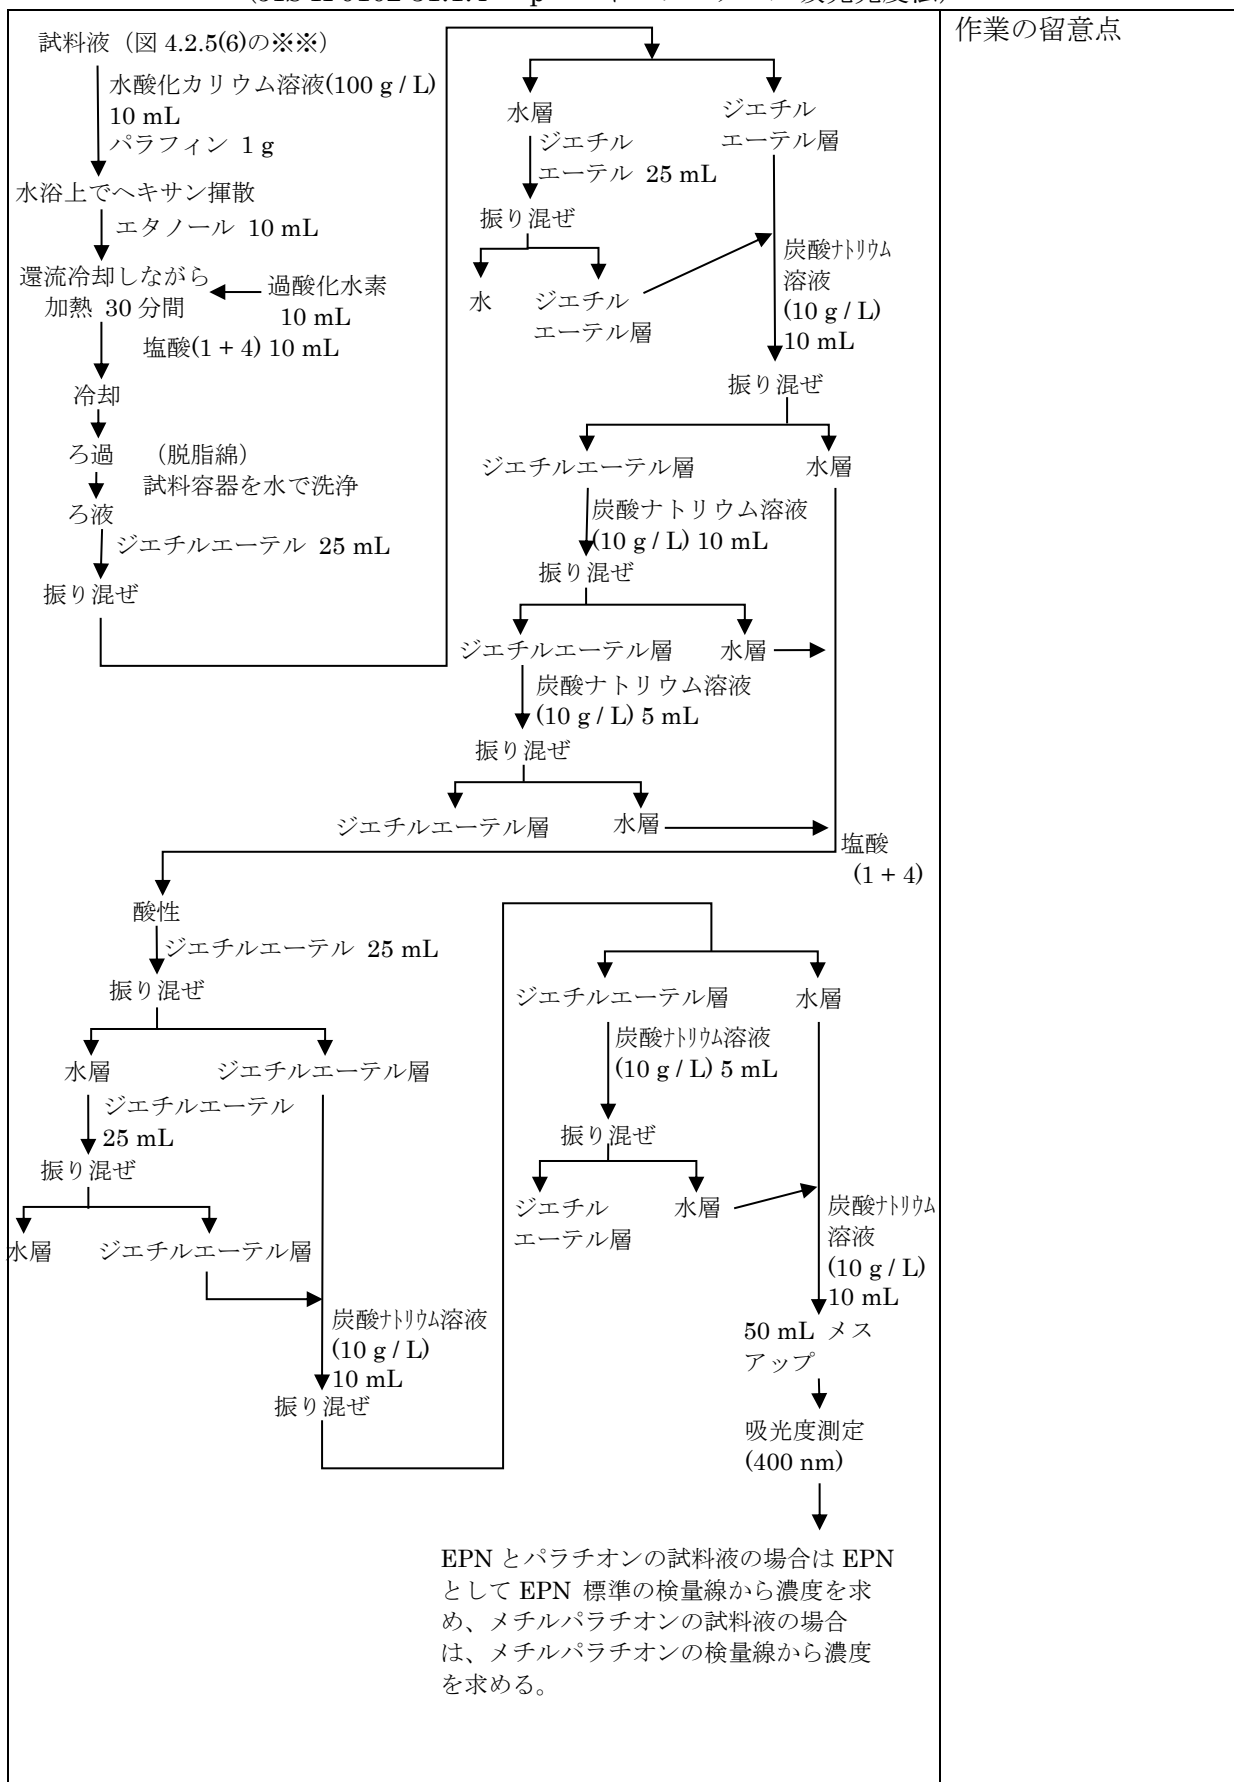 試料液（図 4.2.5(6)の※※）
水酸化カリウム溶液(100 g / L)
10 mL
パラフィン 1 g
水浴上でヘキサン揮散
エタノール 10 mL
還流冷却しながら
加熱 30 分間
過酸化水素
10 mL
塩酸(1 + 4) 10 mL
冷却
ろ過 （脱脂綿）
試料容器を水で洗浄
ろ液
ジエチルエーテル 25 mL
振り混ぜ
水層
ジエチル
エーテル層
ジエチル
エーテル 25 mL
振り混ぜ
水
ジエチル
エーテル層
炭酸ﾅﾄﾘｳﾑ
溶液
(10 g / L)
10 mL
振り混ぜ
ジエチルエーテル層
水層
炭酸ナトリウム溶液
(10 g / L) 10 mL
振り混ぜ
ジエチルエーテル層
水層
炭酸ナトリウム溶液
(10 g / L) 5 mL
振り混ぜ
ジエチルエーテル層
水層
塩酸
(1 + 4)
酸性
ジエチルエーテル 25 mL
振り混ぜ
水層
ジエチルエーテル層
ジエチルエーテル
25 mL
振り混ぜ
水層
ジエチルエーテル層
炭酸ﾅﾄﾘｳﾑ溶液
(10 g / L)
10 mL
振り混ぜ
ジエチルエーテル層
水層
炭酸ﾅﾄﾘｳﾑ溶液
(10 g / L) 5 mL
振り混ぜ
ジエチル
エーテル層
水層
炭酸ﾅﾄﾘｳﾑ
溶液
(10 g / L)
10 mL
50 mL メス
アップ
吸光度測定
(400 nm)
EPN とパラチオンの試料液の場合は EPN
として EPN 標準の検量線から濃度を求
め、メチルパラチオンの試料液の場合
は、メチルパラチオンの検量線から濃度
を求める。
作業の留意点